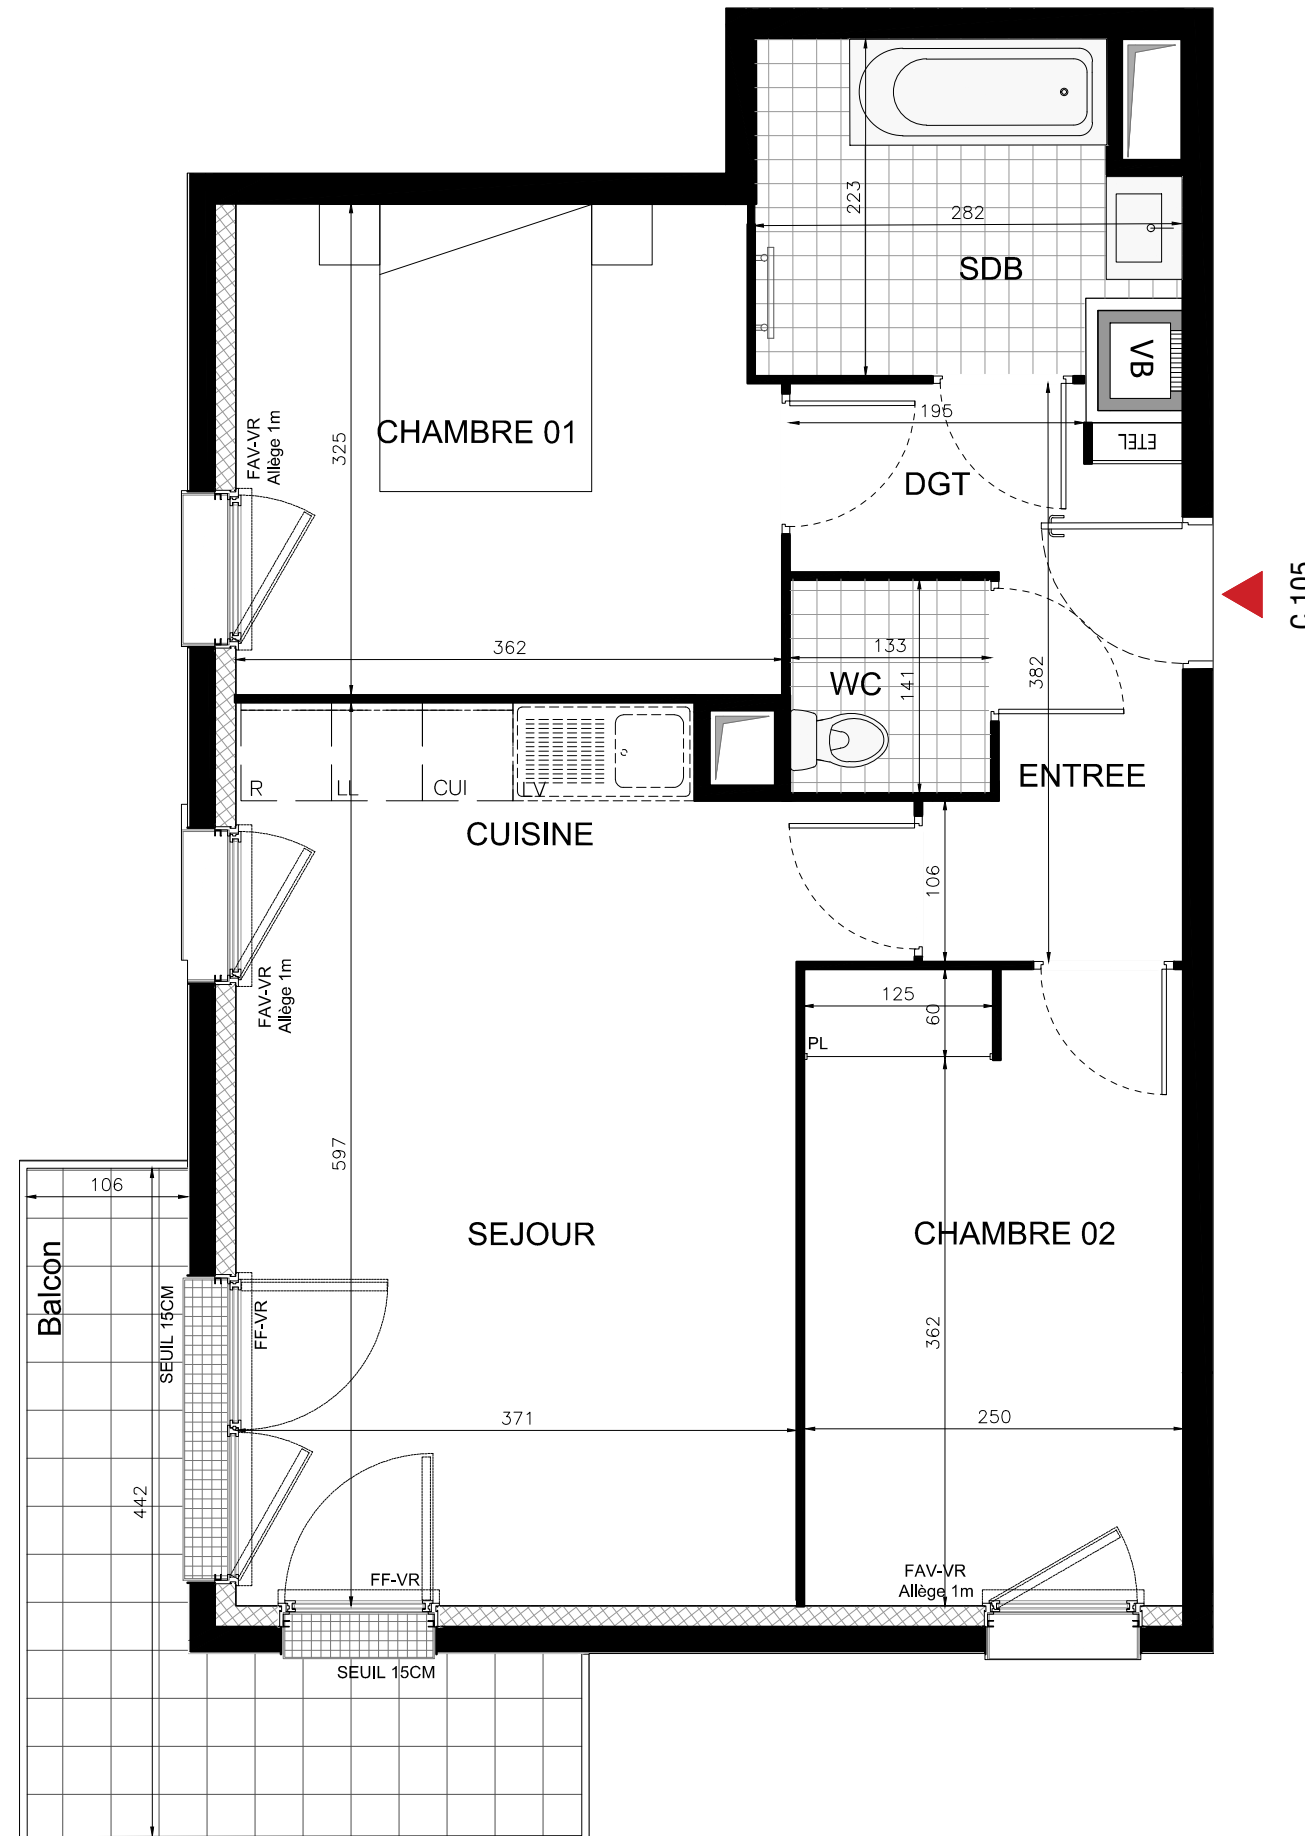 223
282
SDB
VB
ETEL
195
CHAMBRE 01
325
FAV-VR
Allège 1m
DGT
C 105
362
133
141
WC
382
R
LL
CUI
LV
CUISINE
ENTREE
106
FAV-VR
Allège 1m
125
60
PL
597
106
Balcon
SEUIL 15CM
FF-VR
SEJOUR
CHAMBRE 02
362
371
250
442
FF-VR
FAV-VR
Allège 1m
SEUIL 15CM